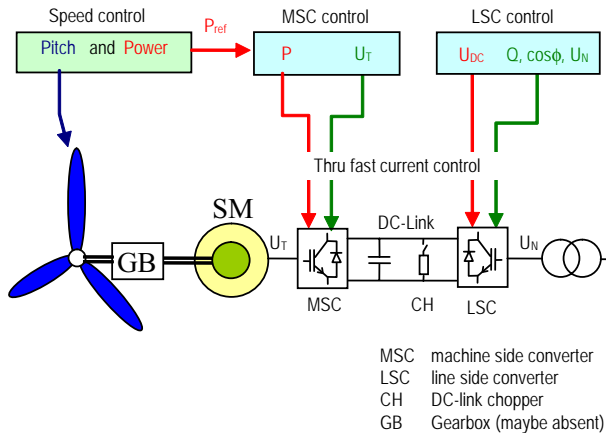 Speed control
MSC control
LSC control
Pitch and Power
Pref
P UT
UDC Q, cosϕ, UN
Thru fast current control
SM
DC-Link
GB
UT
UN
MSC
CH
LSC
MSC machine side converter
LSC line side converter
CH DC-link chopper
GB Gearbox (maybe absent)